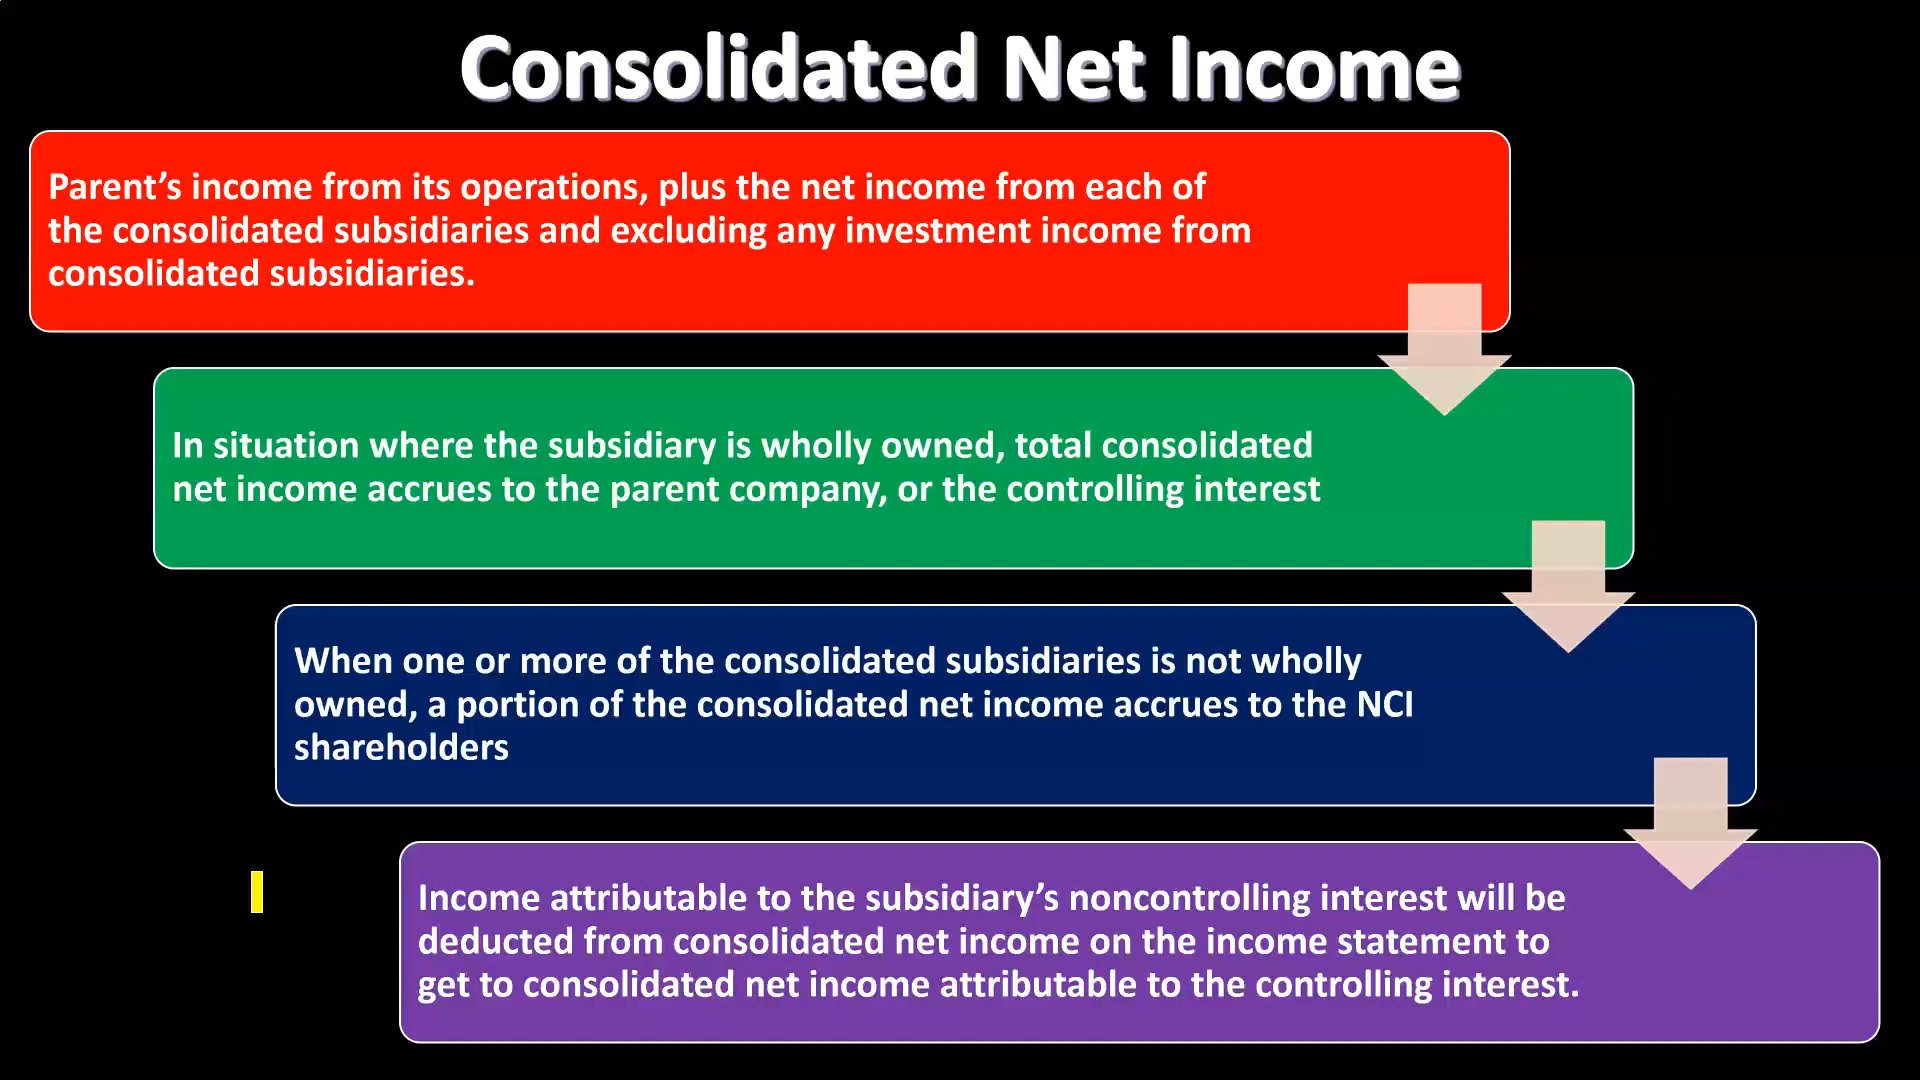 Consolidated Net Income
Parent’s income from its operations, plus the net income from each of
the consolidated subsidiaries and excluding any investment income from
consolidated subsidiaries.
In situation where the subsidiary is wholly owned, total consolidated
net income accrues to the parent company, or the controlling interest
When one or more of the consolidated subsidiaries is not wholly
owned, a portion of the consolidated net income accrues to the NCI
shareholders
Income attributable to the subsidiary’s noncontrolling interest will be
deducted from consolidated net income on the income statement to
get to consolidated net income attributable to the controlling interest.